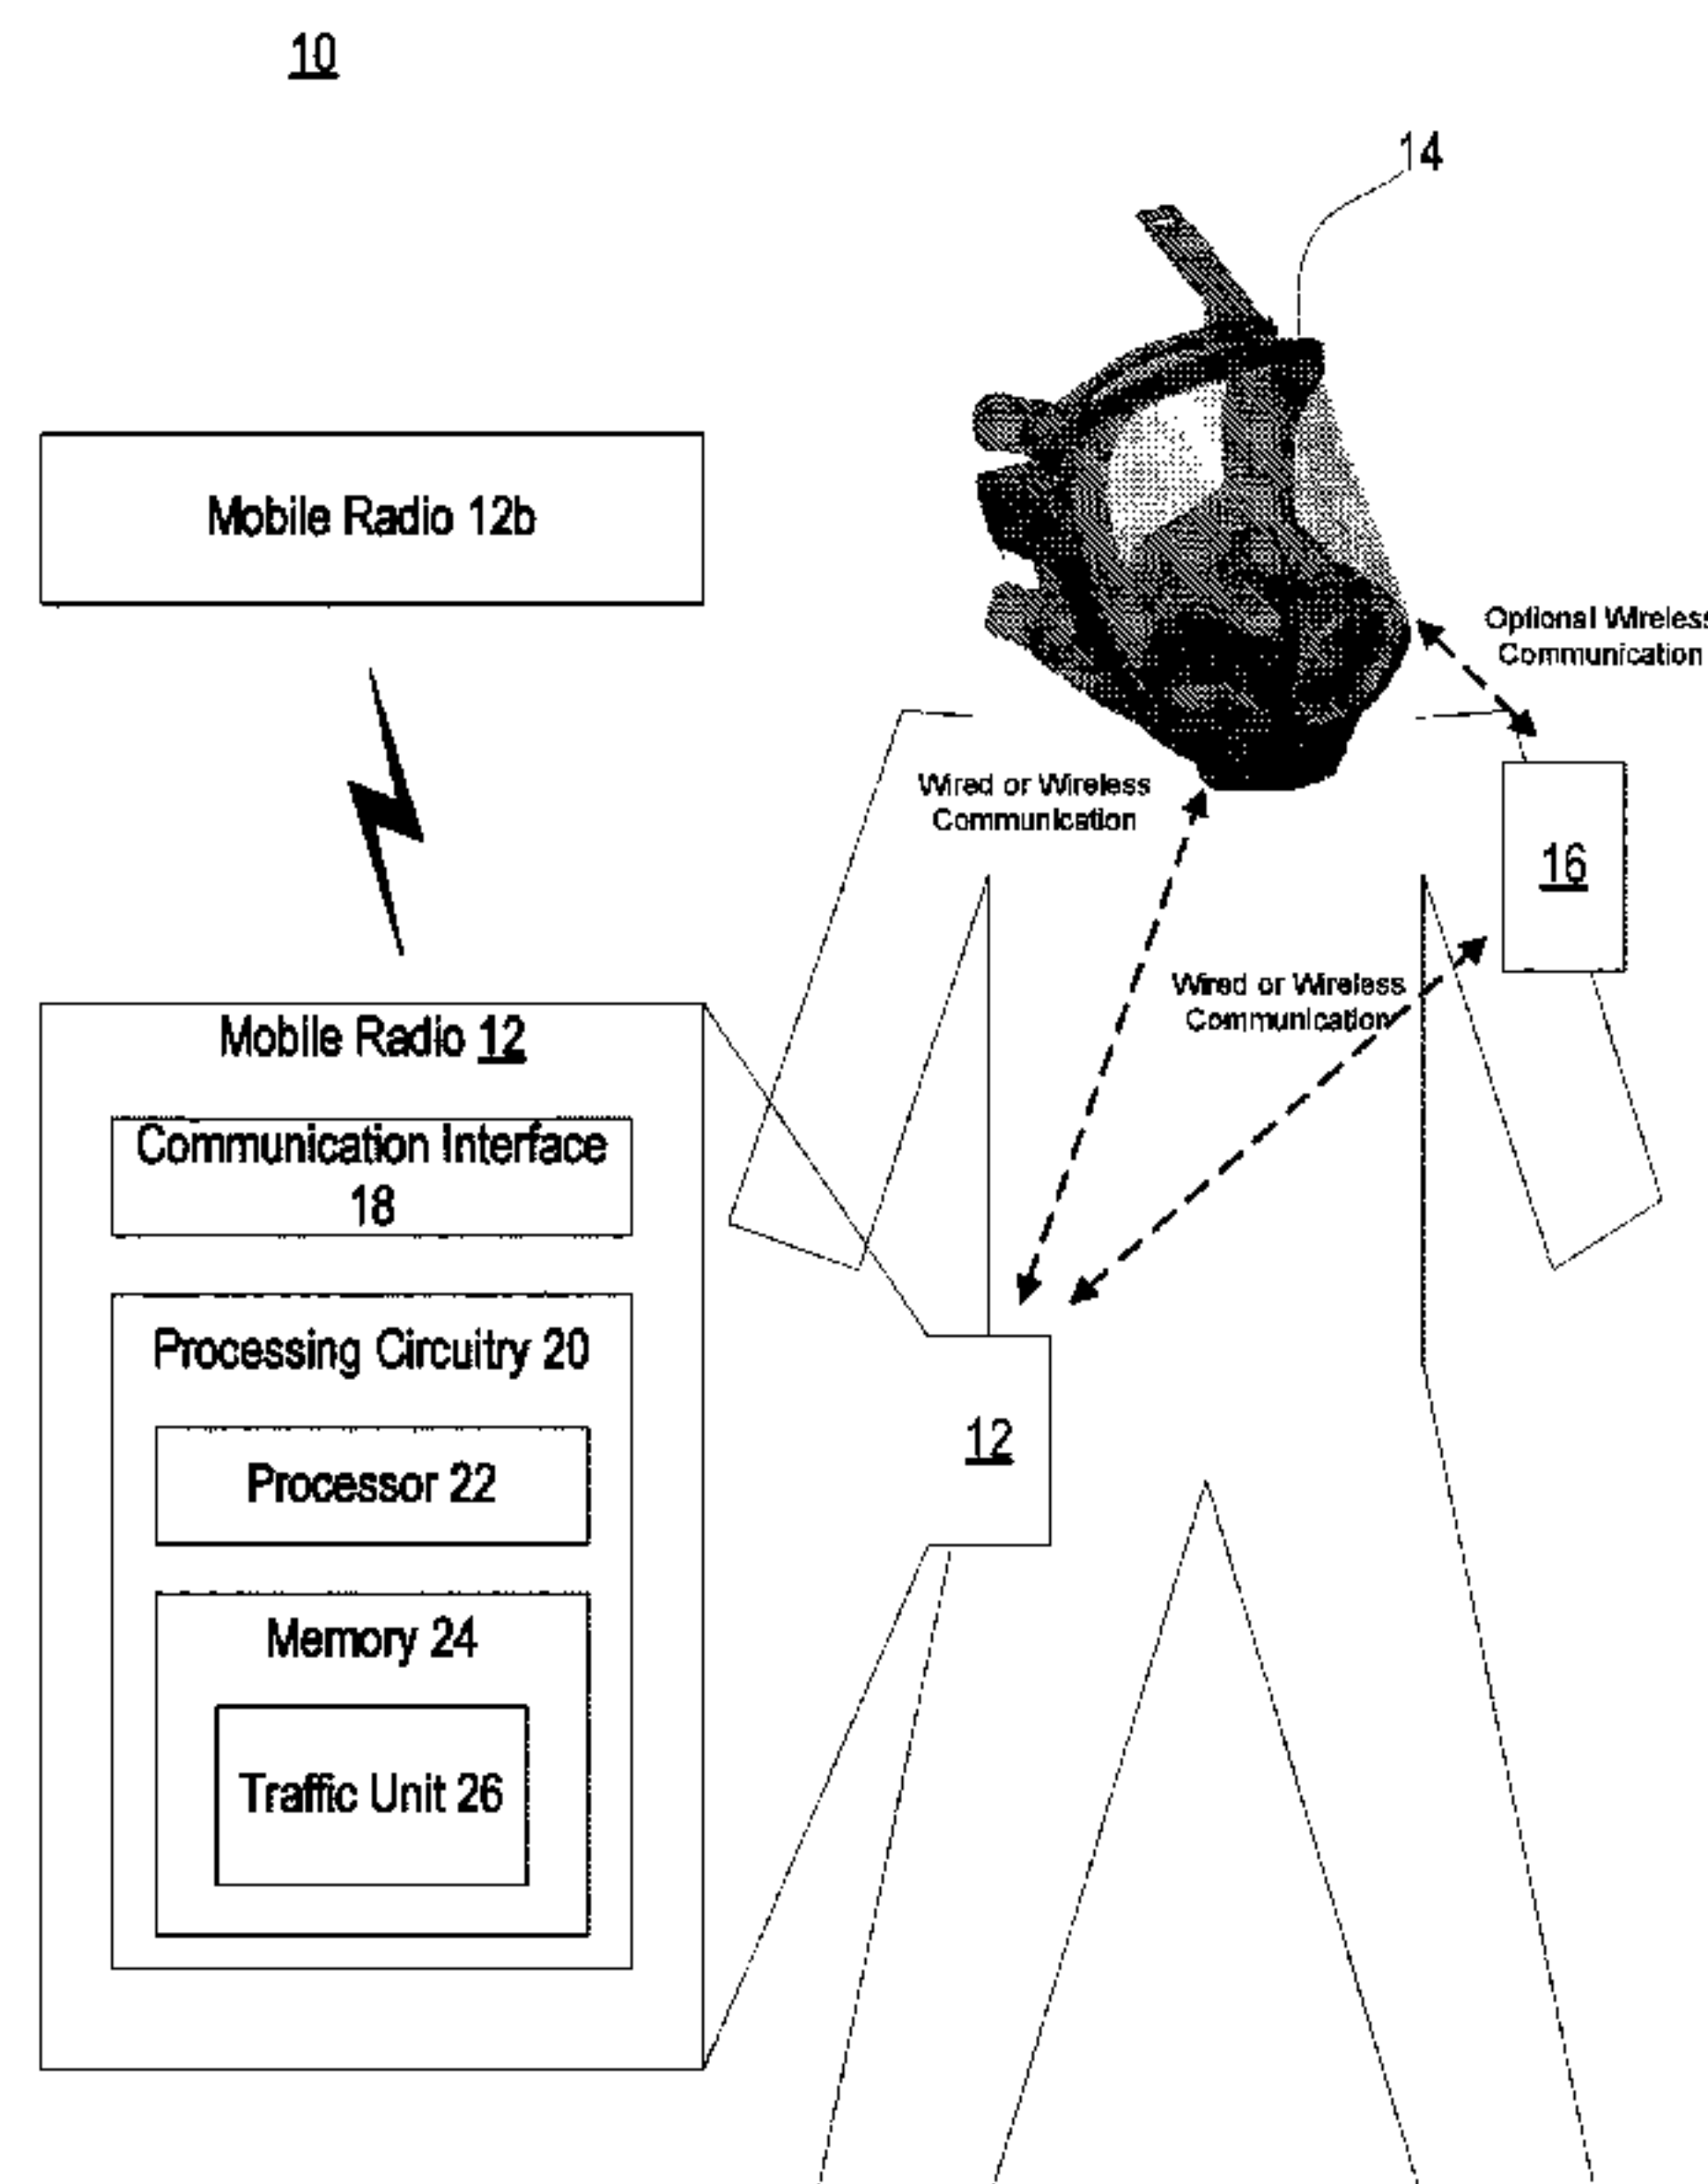 10
14
Mobile Radio 12b
Optional Wireless
Communication
Wired or Wireless
Communication
16
Wired or Wireless
Communication
Mobile Radio 12
Communication Interface
18
Processing Circuitry 20
Processor 22
12
Memory 24
Traffic Unit 26